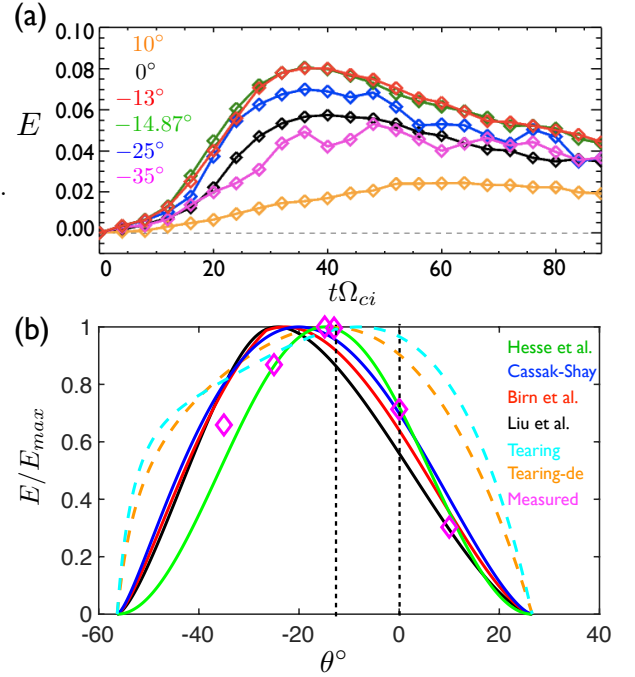 (a)
0.10
0.08
0.06
0.04
0.02
0.00
E
10°
0°
−13°
−14.87°
−25°
−35°
0 20 40 60 80
tΩci
.
(b)
1
0.8
0.6
0.4
0.2
0
E/Emax
Hesse et al.
Cassak-Shay
Birn et al.
Liu et al.
Tearing
Tearing-de
Measured
-60 -40 -20 0 20 40
θ°